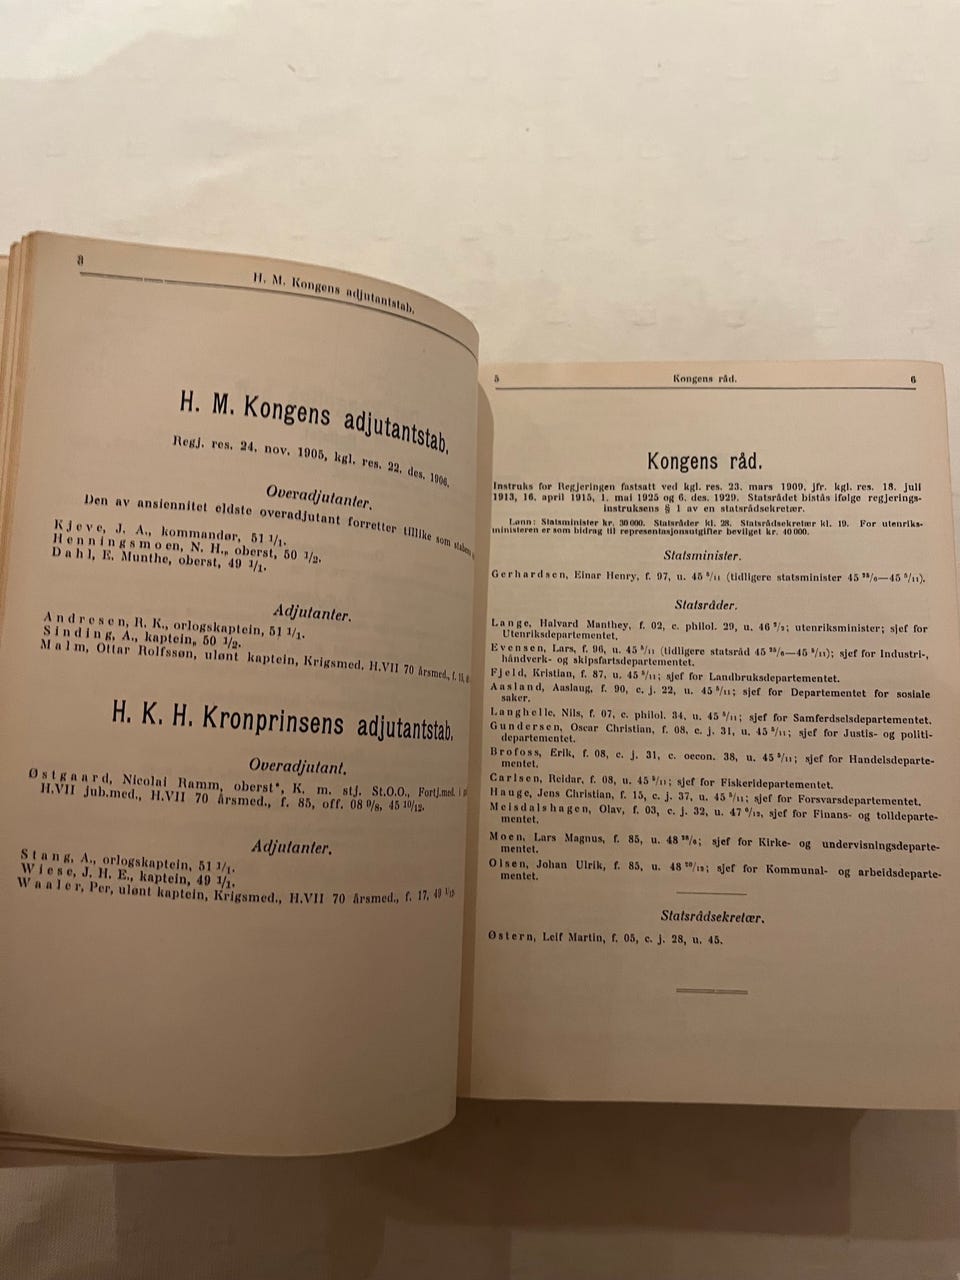 3
H. M. Kongens adjutantstab.
H. M. Kongens adjutantstab.
Regj. res. 24. nov. 1905, kgl. res. 22. des. 1906.
Overadjutanter.
Den av ansiennitet eldste overadjutant forretter tillike som
Kjeve, J. A., kommandør, 51 1/1.
Henningsmoen, N. H., oberst, 50 1/2.
Dahl, E. Munthe, oberst, 49 1/1.
Adjutanter.
Andresen, R. K., orlogskaptein, 51 1/1.
Sinding, A., kaptein, 50 1/2.
Malm, Ottar Rolfssøn, ulønt kaptein, Krigsmed., H.VII 70 årsmed., f.
H. K. H. Kronprinsens adjutantstab.
Overadjutant.
Østgaard, Nicolai Ramm, oberst*, K. m. stj. St.O.O., Fortj.med. i
H.VII jub.med., H.VII 70 årsmed., f. 85, off. 08 9/8, 45 10/12.
Adjutanter.
Stang, A., orlogskaptein, 51 1/1.
Wiese, J. H. E., kaptein, 49 1/1.
Waaler, Per, ulønt kaptein, Krigsmed., H.VII 70 årsmed., f. 17, 49
5 Kongens råd. 6
Kongens råd.
Instruks for Regjeringen fastsatt ved kgl. res. 23. mars 1909, jfr. kgl. res. 18. juli
1913, 16. april 1915, 1. mai 1925 og 6. des. 1929. Statsrådet bistås ifølge regjerings-
instruksens § 1 av en statsrådsekretær.
Lønn: Statsminister kr. 30 000. Statsråder kl. 28. Statsrådsekretær kl. 19. For utenriks-
ministeren er som bidrag til representasjonsutgifter bevilget kr. 40 000.
Statsminister.
Gerhardsen, Einar Henry, f. 97, u. 45 5/11 (tidligere statsminister 45 25/6—45 5/11).
Statsråder.
Lange, Halvard Manthey, f. 02, c. philol. 29, u. 46 2/2; utenriksminister; sjef for
Utenriksdepartementet.
Evensen, Lars, f. 96, u. 45 5/11 (tidligere statsråd 45 25/6—45 5/11); sjef for Industri-,
håndverk- og skipsfartsdepartementet.
Fjeld, Kristian, f. 87, u. 45 5/11; sjef for Landbruksdepartementet.
Aasland, Aaslaug, f. 90, c. j. 22, u. 45 5/11; sjef for Departementet for sosiale
saker.
Langhelle, Nils, f. 07, c. philol. 34, u. 45 5/11; sjef for Samferdselsdepartementet.
Gundersen, Oscar Christian, f. 08, c. j. 31, u. 45 5/11; sjef for Justis- og politi-
departementet.
Brofoss, Erik, f. 08, c. j. 31, c. oecon. 38, u. 45 5/11; sjef for Handelsdeparte-
mentet.
Carlsen, Reidar, f. 08, u. 45 5/11; sjef for Fiskeridepartementet.
Hauge, Jens Christian, f. 15, c. j. 37, u. 45 5/11; sjef for Forsvarsdepartementet.
Meisdalshagen, Olav, f. 03, c. j. 32, u. 47 6/12, sjef for Finans- og tolldeparte-
mentet.
Moen, Lars Magnus, f. 85, u. 48 28/6; sjef for Kirke- og undervisningsdeparte-
mentet.
Olsen, Johan Ulrik, f. 85, u. 48 20/12; sjef for Kommunal- og arbeidsdeparte-
mentet.
Statsrådsekretær.
Østern, Leif Martin, f. 05, c. j. 28, u. 45.